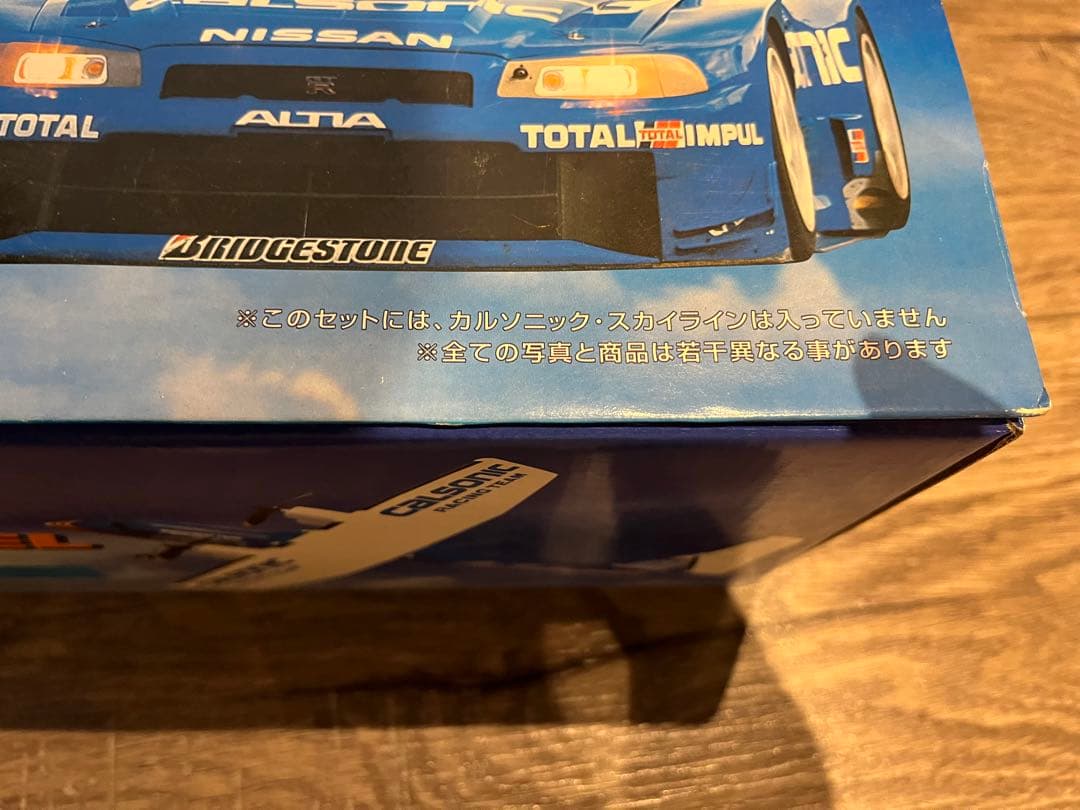 calsonic
NISSAN
GT
R
TOTAL
ALTIA
TOTAL TOTAL IMPUL
BRIDGESTONE
※このセットには、カルソニック・スカイラインは入っていません
※全ての写真と商品は若干異なる事があります
calsonic
RACING TEAM